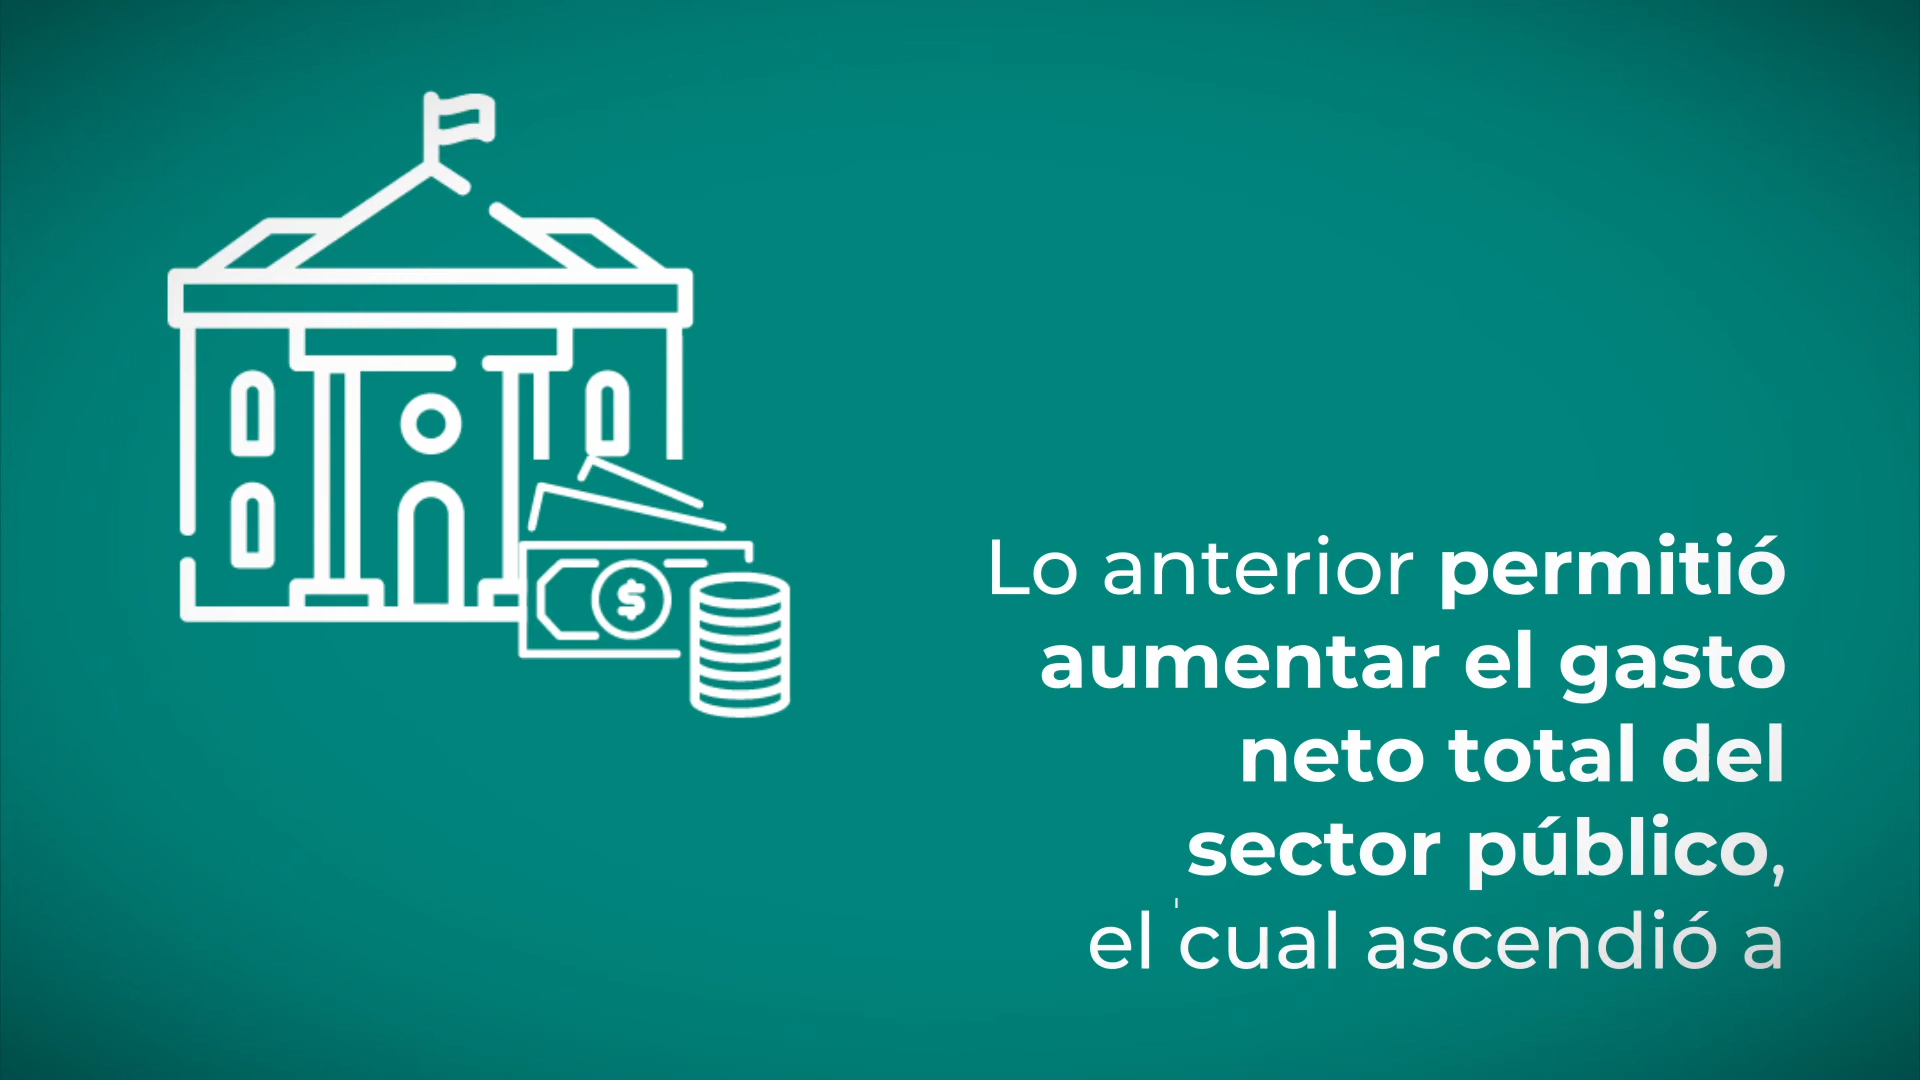 Lo anterior permitió
aumentar el gasto
neto total del
sector público,
el cual ascendió a